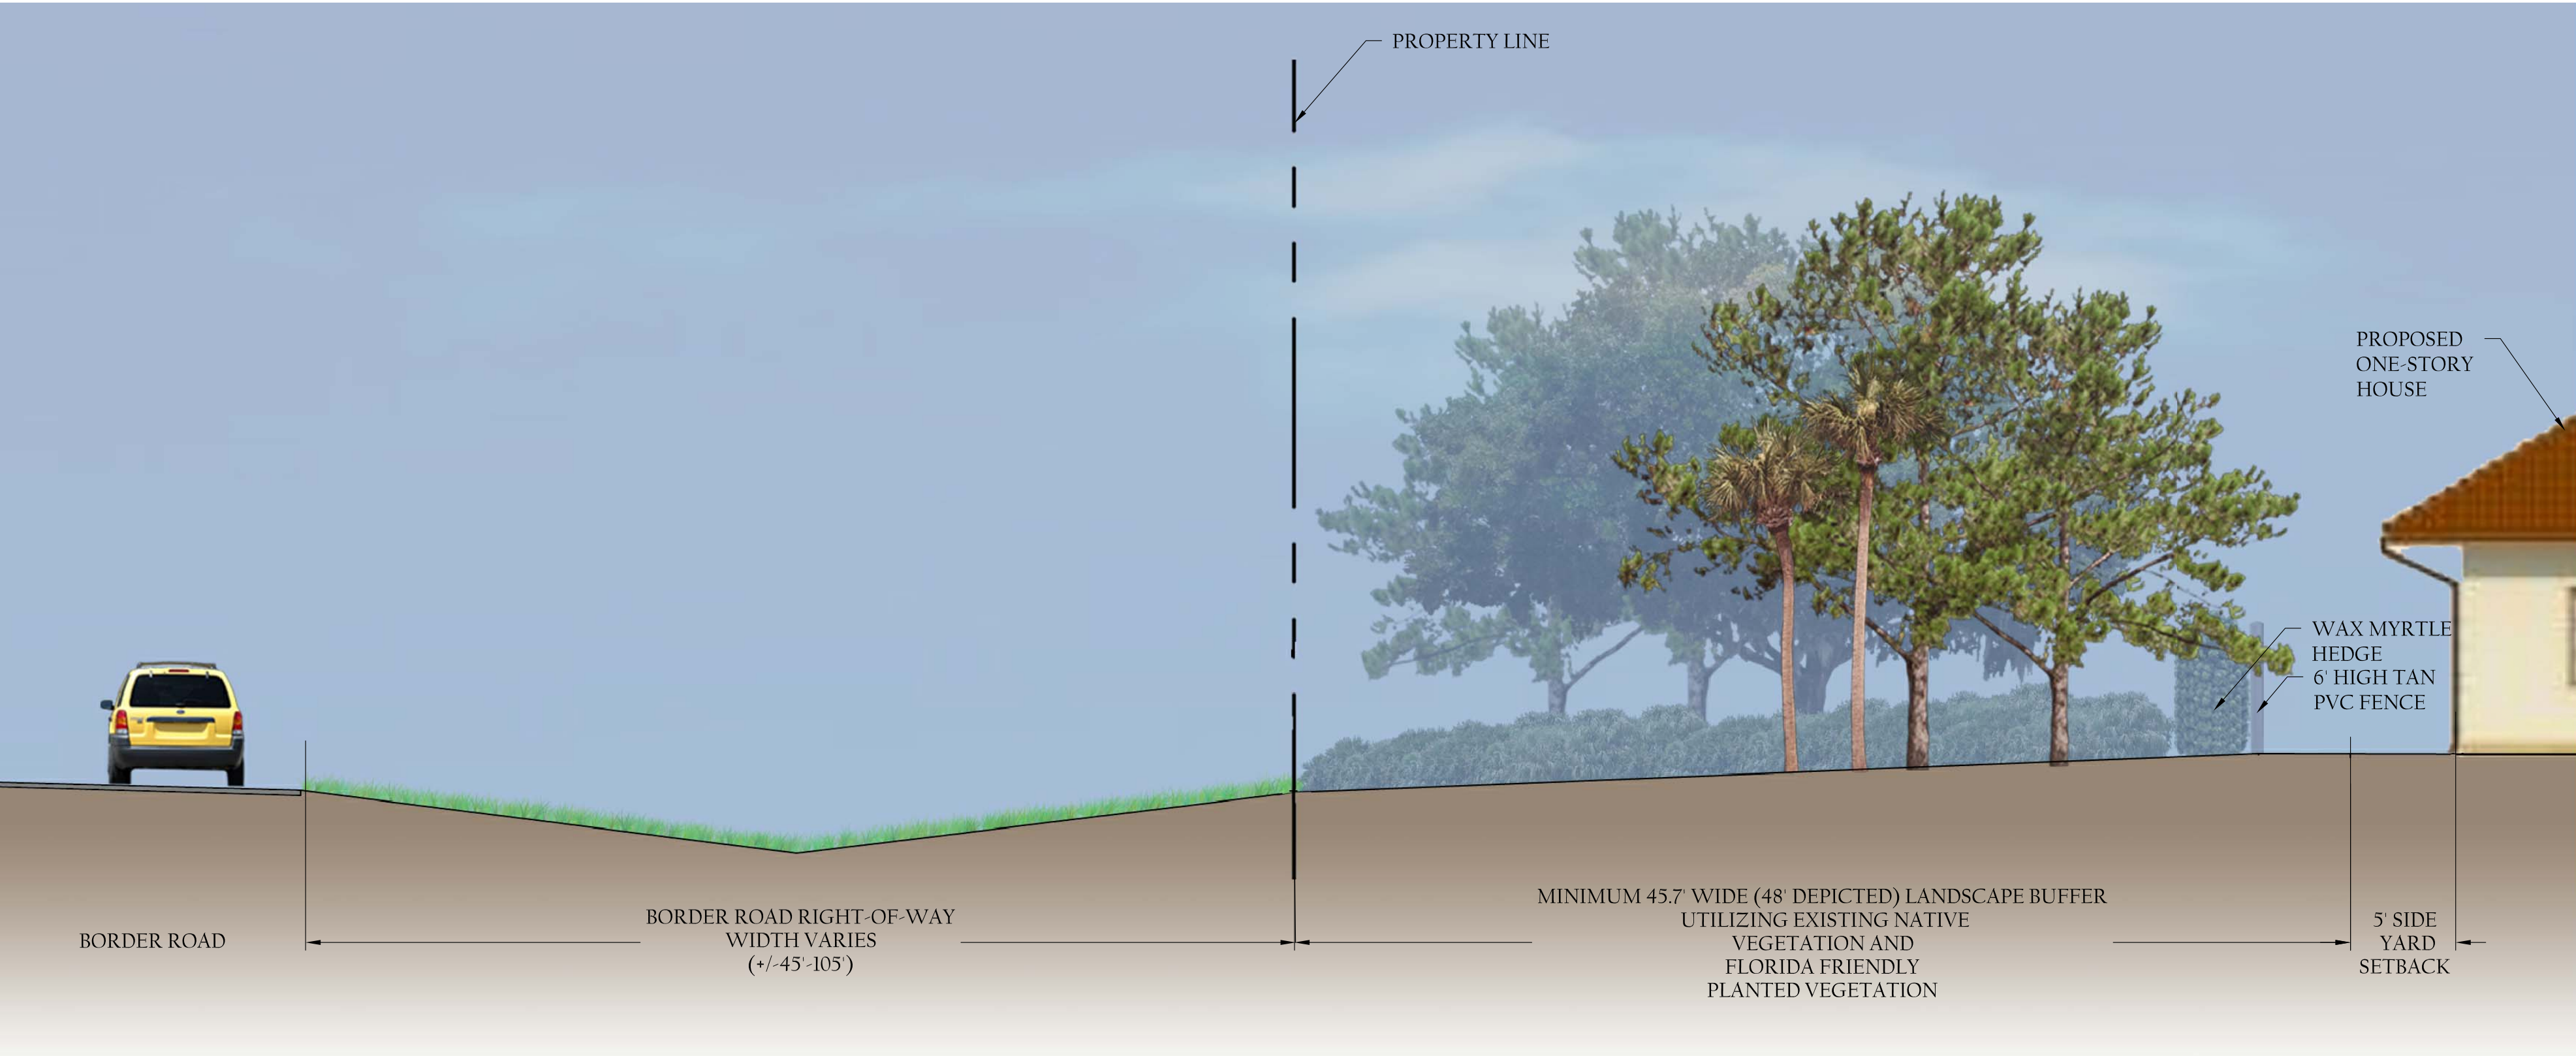 PROPERTY LINE
PROPOSED
ONE-STORY
HOUSE
WAX MYRTLE
HEDGE
6' HIGH TAN
PVC FENCE
BORDER ROAD
BORDER ROAD RIGHT-OF-WAY
WIDTH VARIES
(+/-45'-105')
MINIMUM 45.7' WIDE (48' DEPICTED) LANDSCAPE BUFFER
UTILIZING EXISTING NATIVE
VEGETATION AND
FLORIDA FRIENDLY
PLANTED VEGETATION
5' SIDE
YARD
SETBACK